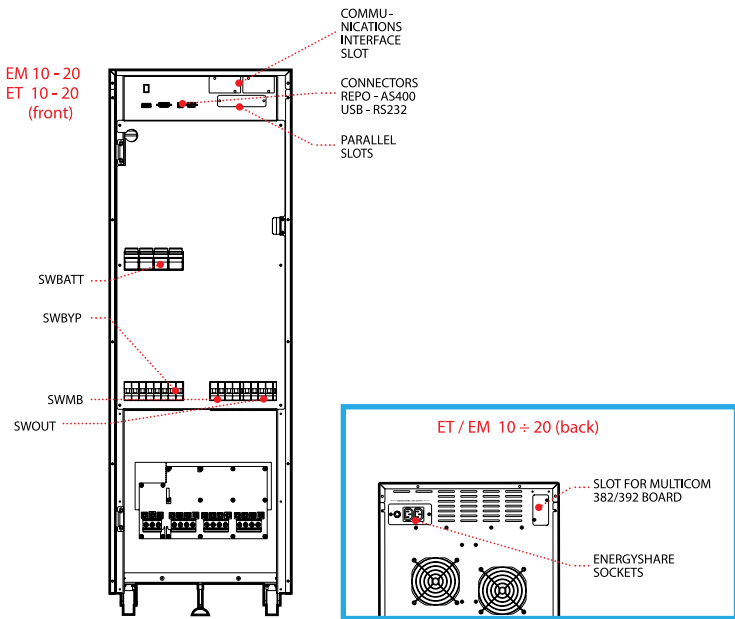 COMMU-
NICATIONS
INTERFACE
SLOT
EM 10 - 20
ET 10 - 20
(front)
CONNECTORS
REPO - AS400
USB - RS232
PARALLEL
SLOTS
SWBATT
SWBYP
SWMB
SWOUT
ET / EM 10 ÷ 20 (back)
SLOT FOR MULTICOM
382/392 BOARD
ENERGYSHARE
SOCKETS